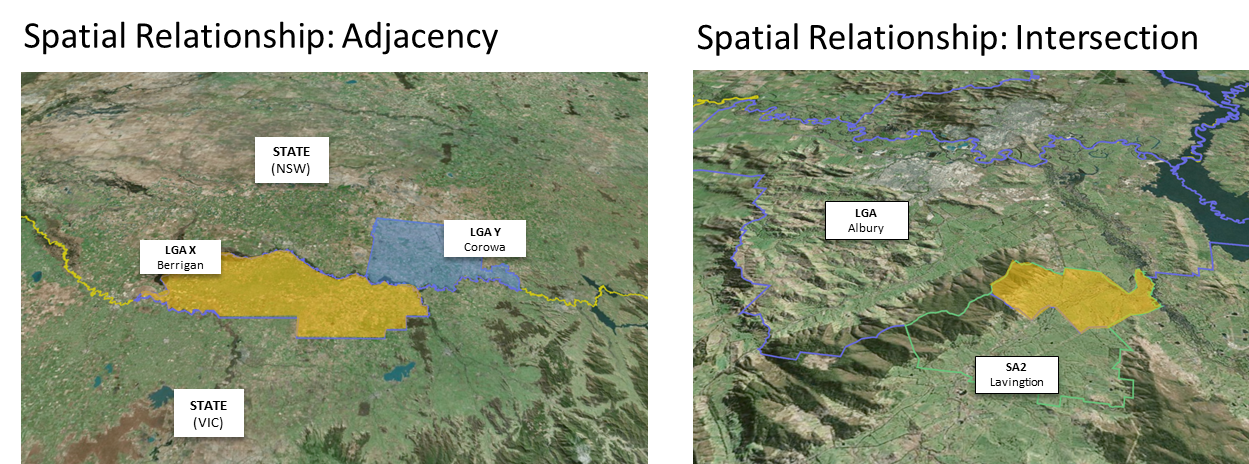 Spatial Relationship: Adjacency
STATE
(NSW)
LGA Y
Corowa
LGA X
Berrigan
STATE
(VIC)
Spatial Relationship: Intersection
LGA
Albury
SA2
Lavington